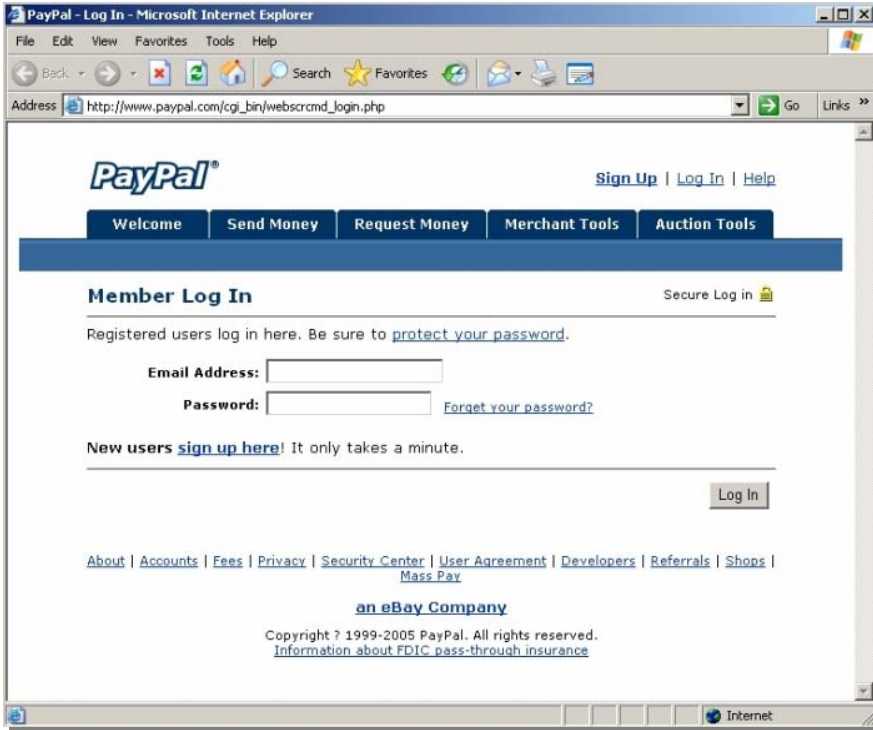 PayPal - Log In - Microsoft Internet Explorer
File Edit View Favorites Tools Help
Back Search Favorites
Address http://www.paypal.com/cgi_bin/webscrcmd_login.php Go Links »
PayPal®
Sign Up | Log In | Help
Welcome Send Money Request Money Merchant Tools Auction Tools
Member Log In Secure Log in
Registered users log in here. Be sure to protect your password.
Email Address:
Password: Forget your password?
New users sign up here! It only takes a minute.
Log In
About | Accounts | Fees | Privacy | Security Center | User Agreement | Developers | Referrals | Shops |
Mass Pay
an eBay Company
Copyright ? 1999-2005 PayPal. All rights reserved.
Information about FDIC pass-through insurance
Internet